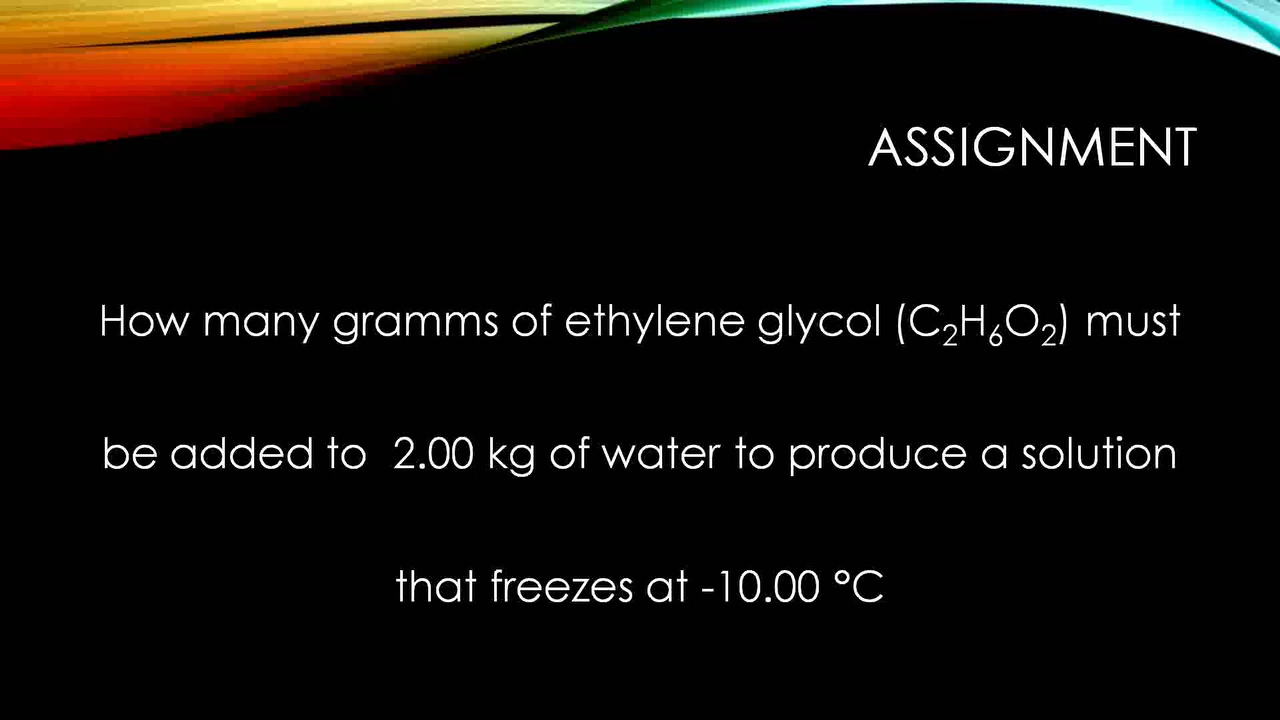 ASSIGNMENT
How many gramms of ethylene glycol (C₂H₆O₂) must
be added to 2.00 kg of water to produce a solution
that freezes at -10.00 °C